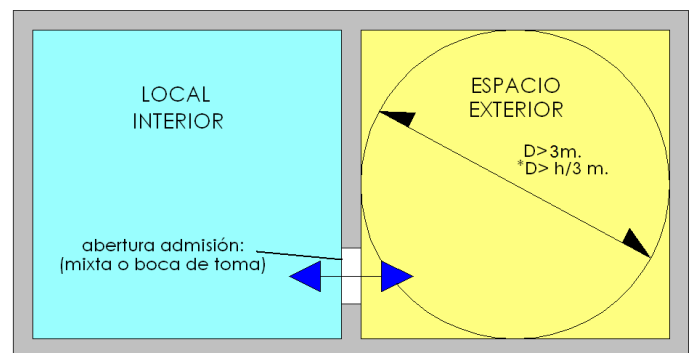 LOCAL
INTERIOR
ESPACIO
EXTERIOR
D>3m.
*D> h/3 m.
abertura admisión:
(mixta o boca de toma)